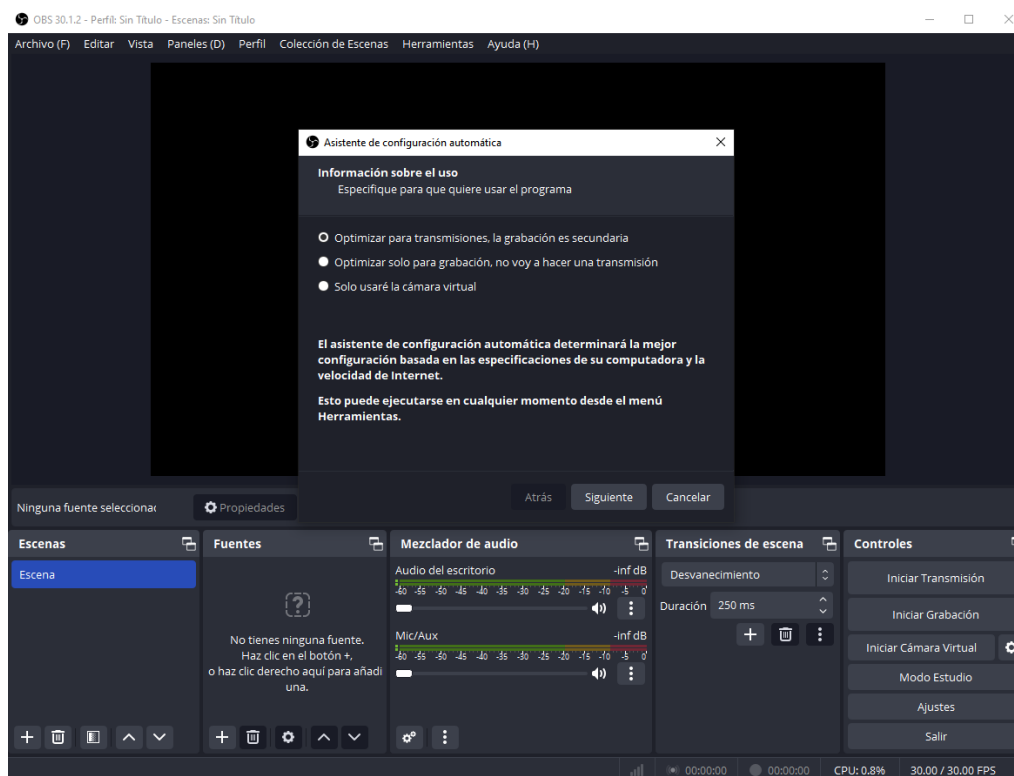 OBS 30.1.2 - Perfil: Sin Título - Escenas: Sin Título
Archivo (F) Editar Vista Paneles (D) Perfil Colección de Escenas Herramientas Ayuda (H)
Asistente de configuración automática
Información sobre el uso
Especifique para que quiere usar el programa
Optimizar para transmisiones, la grabación es secundaria
Optimizar solo para grabación, no voy a hacer una transmisión
Solo usaré la cámara virtual
El asistente de configuración automática determinará la mejor
configuración basada en las especificaciones de su computadora y la
velocidad de Internet.
Esto puede ejecutarse en cualquier momento desde el menú
Herramientas.
Atrás Siguiente Cancelar
Ninguna fuente seleccionac Propiedades
Escenas
Escena
Fuentes
No tienes ninguna fuente.
Haz clic en el botón +,
o haz clic derecho aquí para añadi
una.
Mezclador de audio
Audio del escritorio -inf dB
-60 -55 -50 -45 -40 -35 -30 -25 -20 -15 -10 -5 0
Mic/Aux -inf dB
-60 -55 -50 -45 -40 -35 -30 -25 -20 -15 -10 -5 0
Transiciones de escena
Desvanecimiento
Duración 250 ms
Controles
Iniciar Transmisión
Iniciar Grabación
Iniciar Cámara Virtual
Modo Estudio
Ajustes
Salir
00:00:00 00:00:00 CPU: 0.8% 30.00 / 30.00 FPS